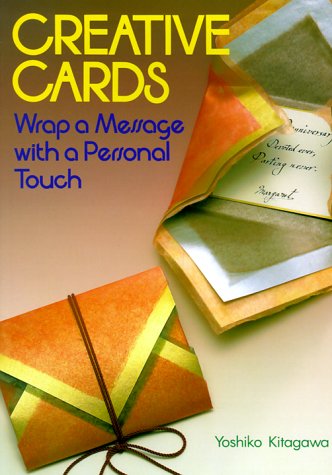 CREATIVE
CARDS
Wrap a Message
with a Personal
Touch
Anniversary
Devoted ever,
Parting never.
Margaret
Yoshiko Kitagawa